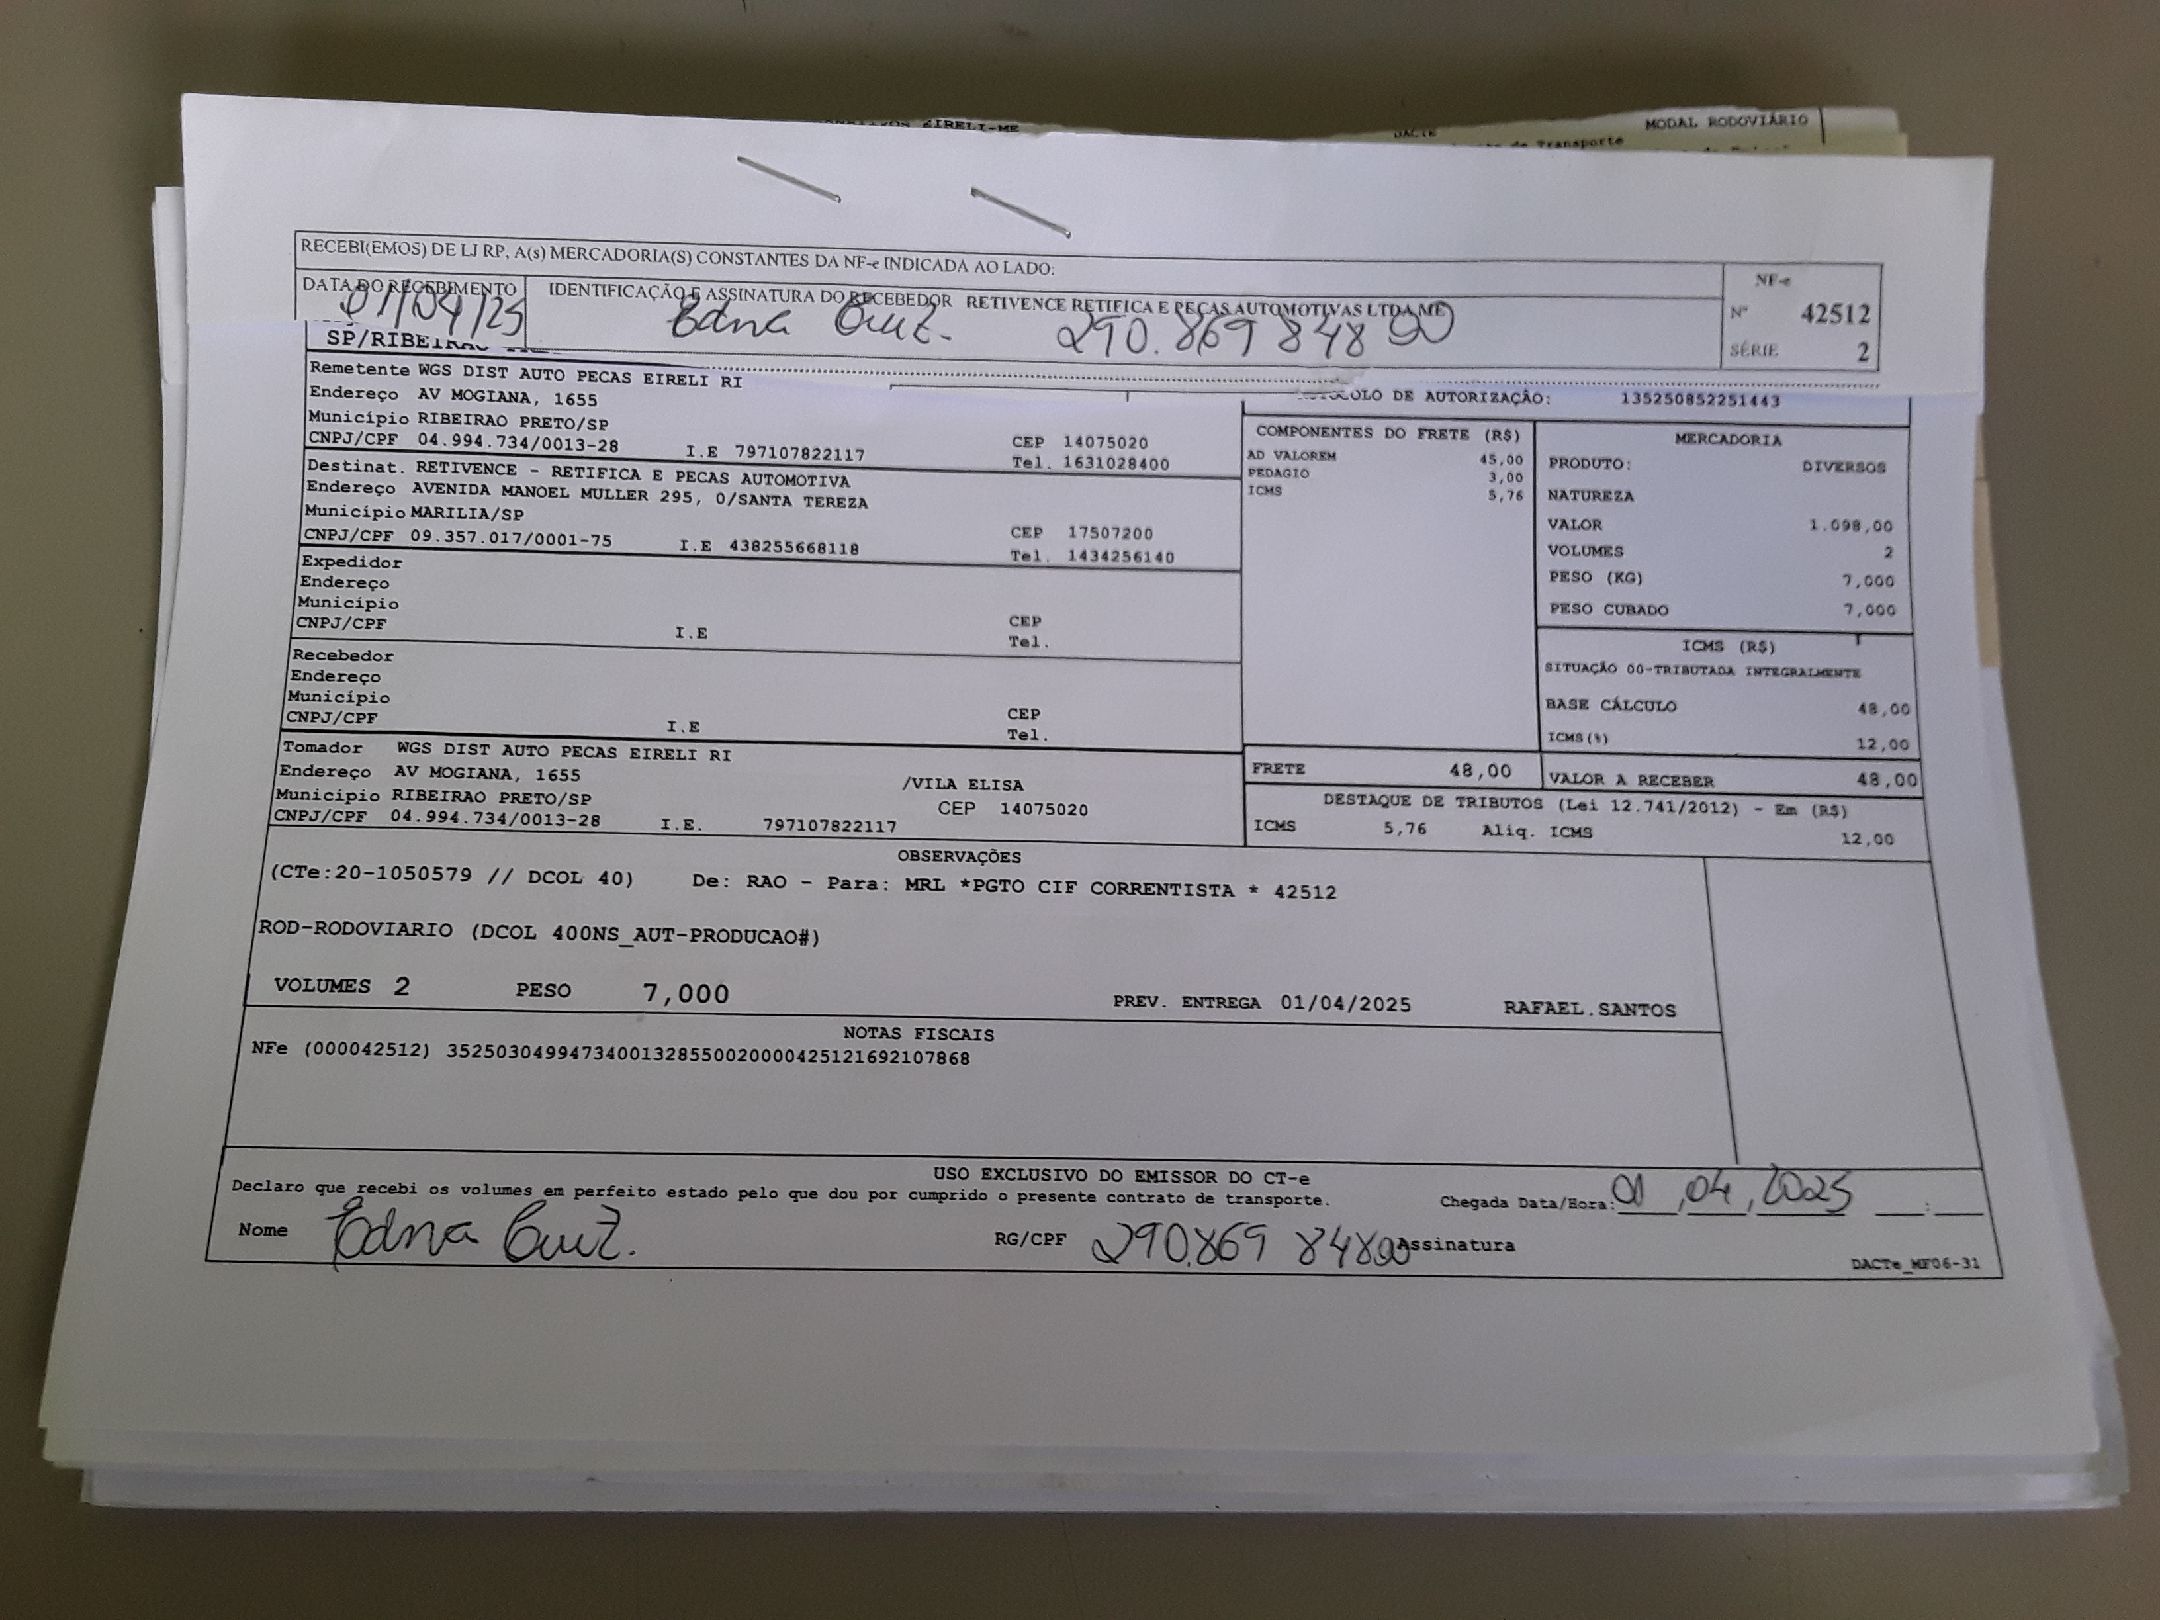 EIRELI-ME
MODAL RODOVIÁRIO
de Transporte
RECEBI(EMOS) DE LJ RP, A(s) MERCADORIA(S) CONSTANTES DA NF-e INDICADA AO LADO:
NF-e
DATA DO RECEBIMENTO
IDENTIFICAÇÃO E ASSINATURA DO RECEBEDOR RETIVENCE RETIFICA E PEÇAS AUTOMOTIVAS LTDA ME
Nº 42512
01/04/25
Edna Cruz. 290.869 848 90
SÉRIE 2
SP/RIBEIRAO
Remetente WGS DIST AUTO PECAS EIRELI RI
Endereço AV MOGIANA, 1655
Município RIBEIRAO PRETO/SP
CEP 14075020
CNPJ/CPF 04.994.734/0013-28 I.E 797107822117
Tel. 1631028400
Destinat. RETIVENCE - RETIFICA E PECAS AUTOMOTIVA
Endereço AVENIDA MANOEL MULLER 295, 0/SANTA TEREZA
Município MARILIA/SP
CEP 17507200
CNPJ/CPF 09.357.017/0001-75 I.E 438255668118
Tel. 1434256140
Expedidor
Endereço
Município
CEP
CNPJ/CPF I.E
Tel.
Recebedor
Endereço
Município
CEP
CNPJ/CPF I.E
Tel.
Tomador WGS DIST AUTO PECAS EIRELI RI
Endereço AV MOGIANA, 1655 /VILA ELISA
Município RIBEIRAO PRETO/SP CEP 14075020
CNPJ/CPF 04.994.734/0013-28 I.E. 797107822117
DE AUTORIZAÇÃO: 135250852251443
COMPONENTES DO FRETE (R$)
AD VALOREM 45,00
PEDAGIO 3,00
ICMS 5,76
MERCADORIA
PRODUTO: DIVERSOS
NATUREZA
VALOR 1.098,00
VOLUMES 2
PESO (KG) 7,000
PESO CUBADO 7,000
ICMS (R$)
SITUAÇÃO 00-TRIBUTADA INTEGRALMENTE
BASE CÁLCULO 48,00
ICMS(%) 12,00
FRETE 48,00
VALOR A RECEBER 48,00
DESTAQUE DE TRIBUTOS (Lei 12.741/2012) - Em (R$)
ICMS 5,76 Aliq. ICMS 12,00
OBSERVAÇÕES
(CTe:20-1050579 // DCOL 40) De: RAO - Para: MRL *PGTO CIF CORRENTISTA * 42512
ROD-RODOVIARIO (DCOL 400NS_AUT-PRODUCAO#)
VOLUMES 2 PESO 7,000 PREV. ENTREGA 01/04/2025 RAFAEL.SANTOS
NOTAS FISCAIS
NFe (000042512) 35250304994734001328550020000425121692107868
USO EXCLUSIVO DO EMISSOR DO CT-e
Declaro que recebi os volumes em perfeito estado pelo que dou por cumprido o presente contrato de transporte.
Chegada Data/Hora: 01,04,2025 __:__
Nome Edna Cruz. RG/CPF 290.869 84890 Assinatura
DACTe_MF06-31